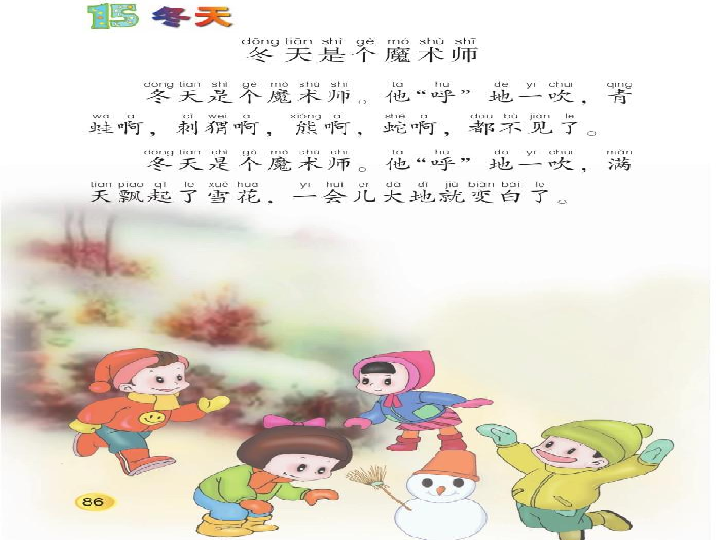 15 冬天
dōng tiān shì gè mó shù shī
冬天是个魔术师
dōng tiān shì gè mó shù shī tā hū de yì chuī qīng
冬天是个魔术师。他“呼”地一吹，青
wā a cì wei a xióng a shé a dōu bú jiàn le
蛙啊，刺猬啊，熊啊，蛇啊，都不见了。
dōng tiān shì gè mó shù shī tā hū de yì chuī mǎn
冬天是个魔术师。他“呼”地一吹，满
tiān piāo qǐ le xuě huā yí huì er dà dì jiù biàn bái le
天飘起了雪花，一会儿大地就变白了。
86